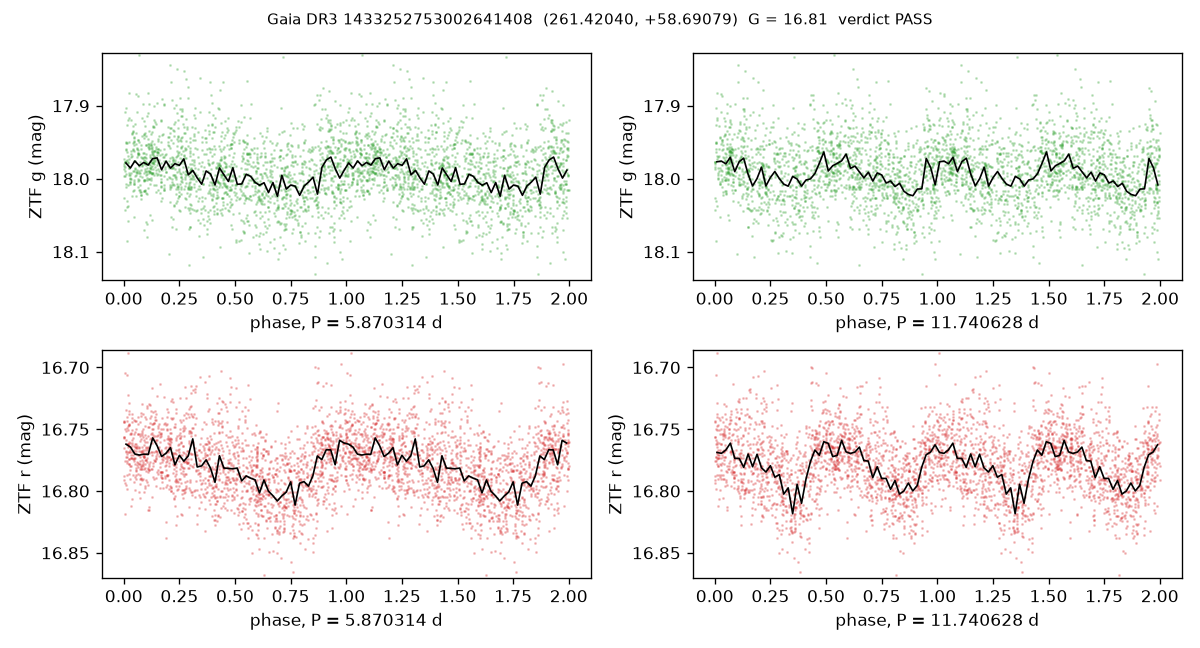 Gaia DR3 1433252753002641408  (261.42040, +58.69079)  G = 16.81  verdict PASS
ZTF g (mag)
17.9
18.0
18.1
0.00 0.25 0.50 0.75 1.00 1.25 1.50 1.75 2.00
phase, P = 5.870314 d
ZTF g (mag)
17.9
18.0
18.1
0.00 0.25 0.50 0.75 1.00 1.25 1.50 1.75 2.00
phase, P = 11.740628 d
ZTF r (mag)
16.70
16.75
16.80
16.85
0.00 0.25 0.50 0.75 1.00 1.25 1.50 1.75 2.00
phase, P = 5.870314 d
ZTF r (mag)
16.70
16.75
16.80
16.85
0.00 0.25 0.50 0.75 1.00 1.25 1.50 1.75 2.00
phase, P = 11.740628 d